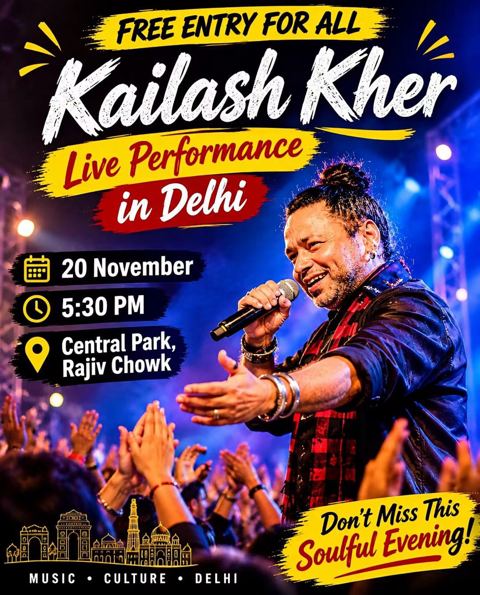 FREE ENTRY FOR ALL
Kailash Kher
Live Performance
in Delhi
20 November
5:30 PM
Central Park,
Rajiv Chowk
Don't Miss This
Soulful Evening!
MUSIC • CULTURE • DELHI